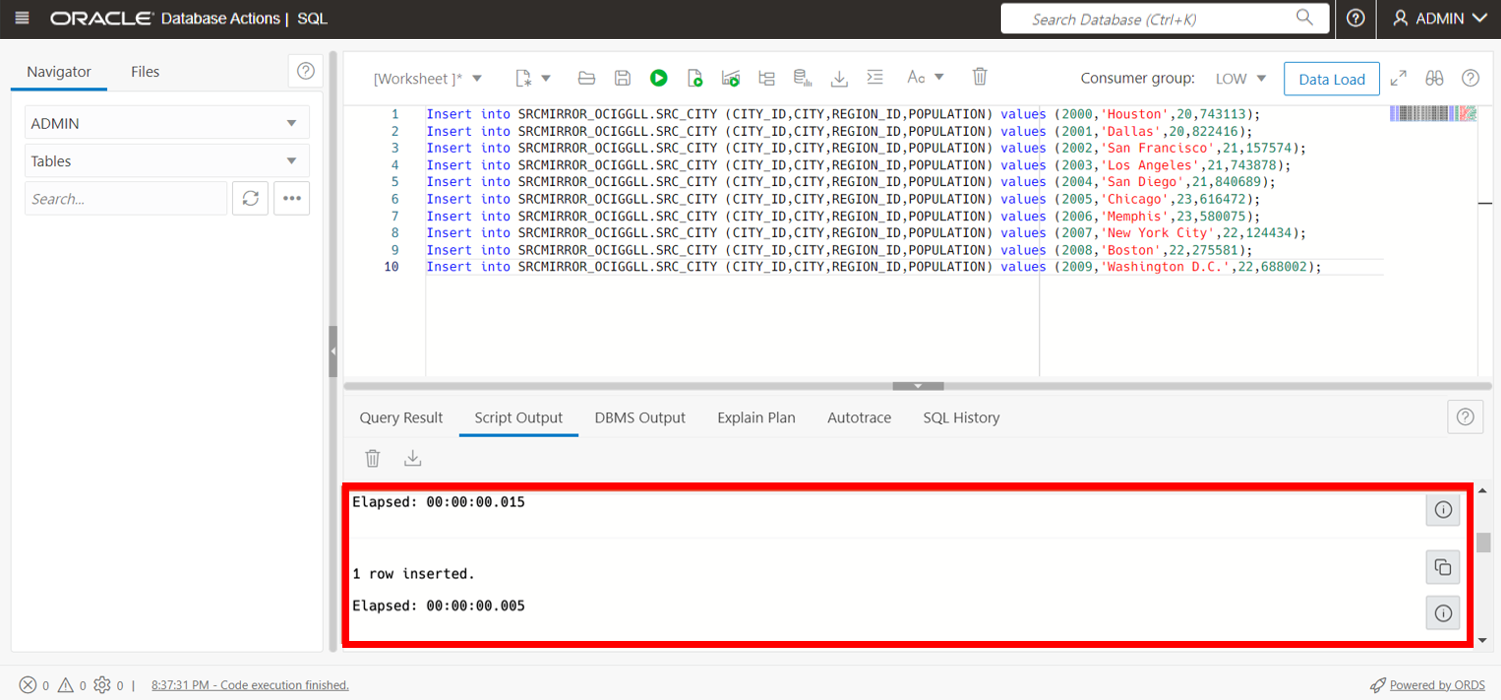 ORACLE Database Actions | SQL
Search Database (Ctrl+K)
ADMIN
Navigator
Files
ADMIN
Tables
Search...
[Worksheet ]*
Aa
Consumer group:
LOW
Data Load
1 Insert into SRCMIRROR_OCIGGLL.SRC_CITY (CITY_ID,CITY,REGION_ID,POPULATION) values (2000,'Houston',20,743113);
2 Insert into SRCMIRROR_OCIGGLL.SRC_CITY (CITY_ID,CITY,REGION_ID,POPULATION) values (2001,'Dallas',20,822416);
3 Insert into SRCMIRROR_OCIGGLL.SRC_CITY (CITY_ID,CITY,REGION_ID,POPULATION) values (2002,'San Francisco',21,157574);
4 Insert into SRCMIRROR_OCIGGLL.SRC_CITY (CITY_ID,CITY,REGION_ID,POPULATION) values (2003,'Los Angeles',21,743878);
5 Insert into SRCMIRROR_OCIGGLL.SRC_CITY (CITY_ID,CITY,REGION_ID,POPULATION) values (2004,'San Diego',21,840689);
6 Insert into SRCMIRROR_OCIGGLL.SRC_CITY (CITY_ID,CITY,REGION_ID,POPULATION) values (2005,'Chicago',23,616472);
7 Insert into SRCMIRROR_OCIGGLL.SRC_CITY (CITY_ID,CITY,REGION_ID,POPULATION) values (2006,'Memphis',23,580075);
8 Insert into SRCMIRROR_OCIGGLL.SRC_CITY (CITY_ID,CITY,REGION_ID,POPULATION) values (2007,'New York City',22,124434);
9 Insert into SRCMIRROR_OCIGGLL.SRC_CITY (CITY_ID,CITY,REGION_ID,POPULATION) values (2008,'Boston',22,275581);
10 Insert into SRCMIRROR_OCIGGLL.SRC_CITY (CITY_ID,CITY,REGION_ID,POPULATION) values (2009,'Washington D.C.',22,688002);
Query Result
Script Output
DBMS Output
Explain Plan
Autotrace
SQL History
Elapsed: 00:00:00.015
1 row inserted.
Elapsed: 00:00:00.005
0 0 0 | 8:37:31 PM - Code execution finished.
Powered by ORDS